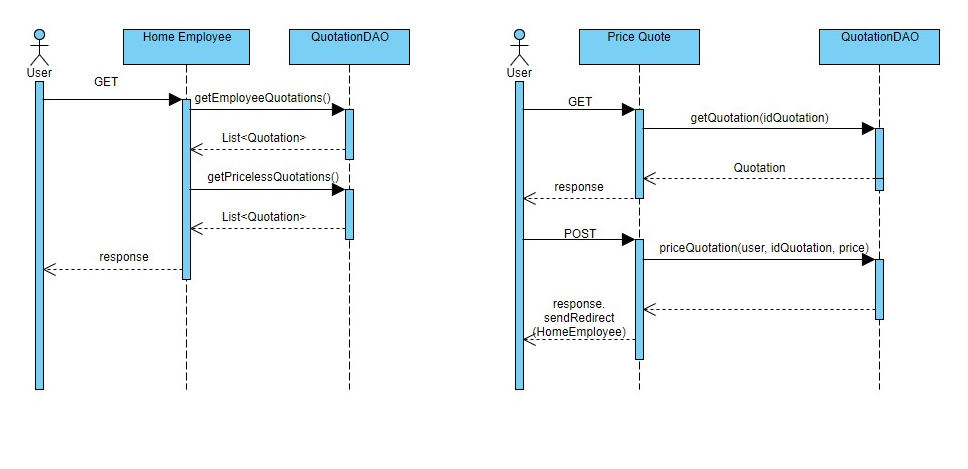 Home Employee
QuotationDAO
User
GET
getEmployeeQuotations()
List<Quotation>
getPricelessQuotations()
List<Quotation>
response
Price Quote
QuotationDAO
User
GET
getQuotation(idQuotation)
Quotation
response
POST
priceQuotation(user, idQuotation, price)
response.
sendRedirect
(HomeEmployee)